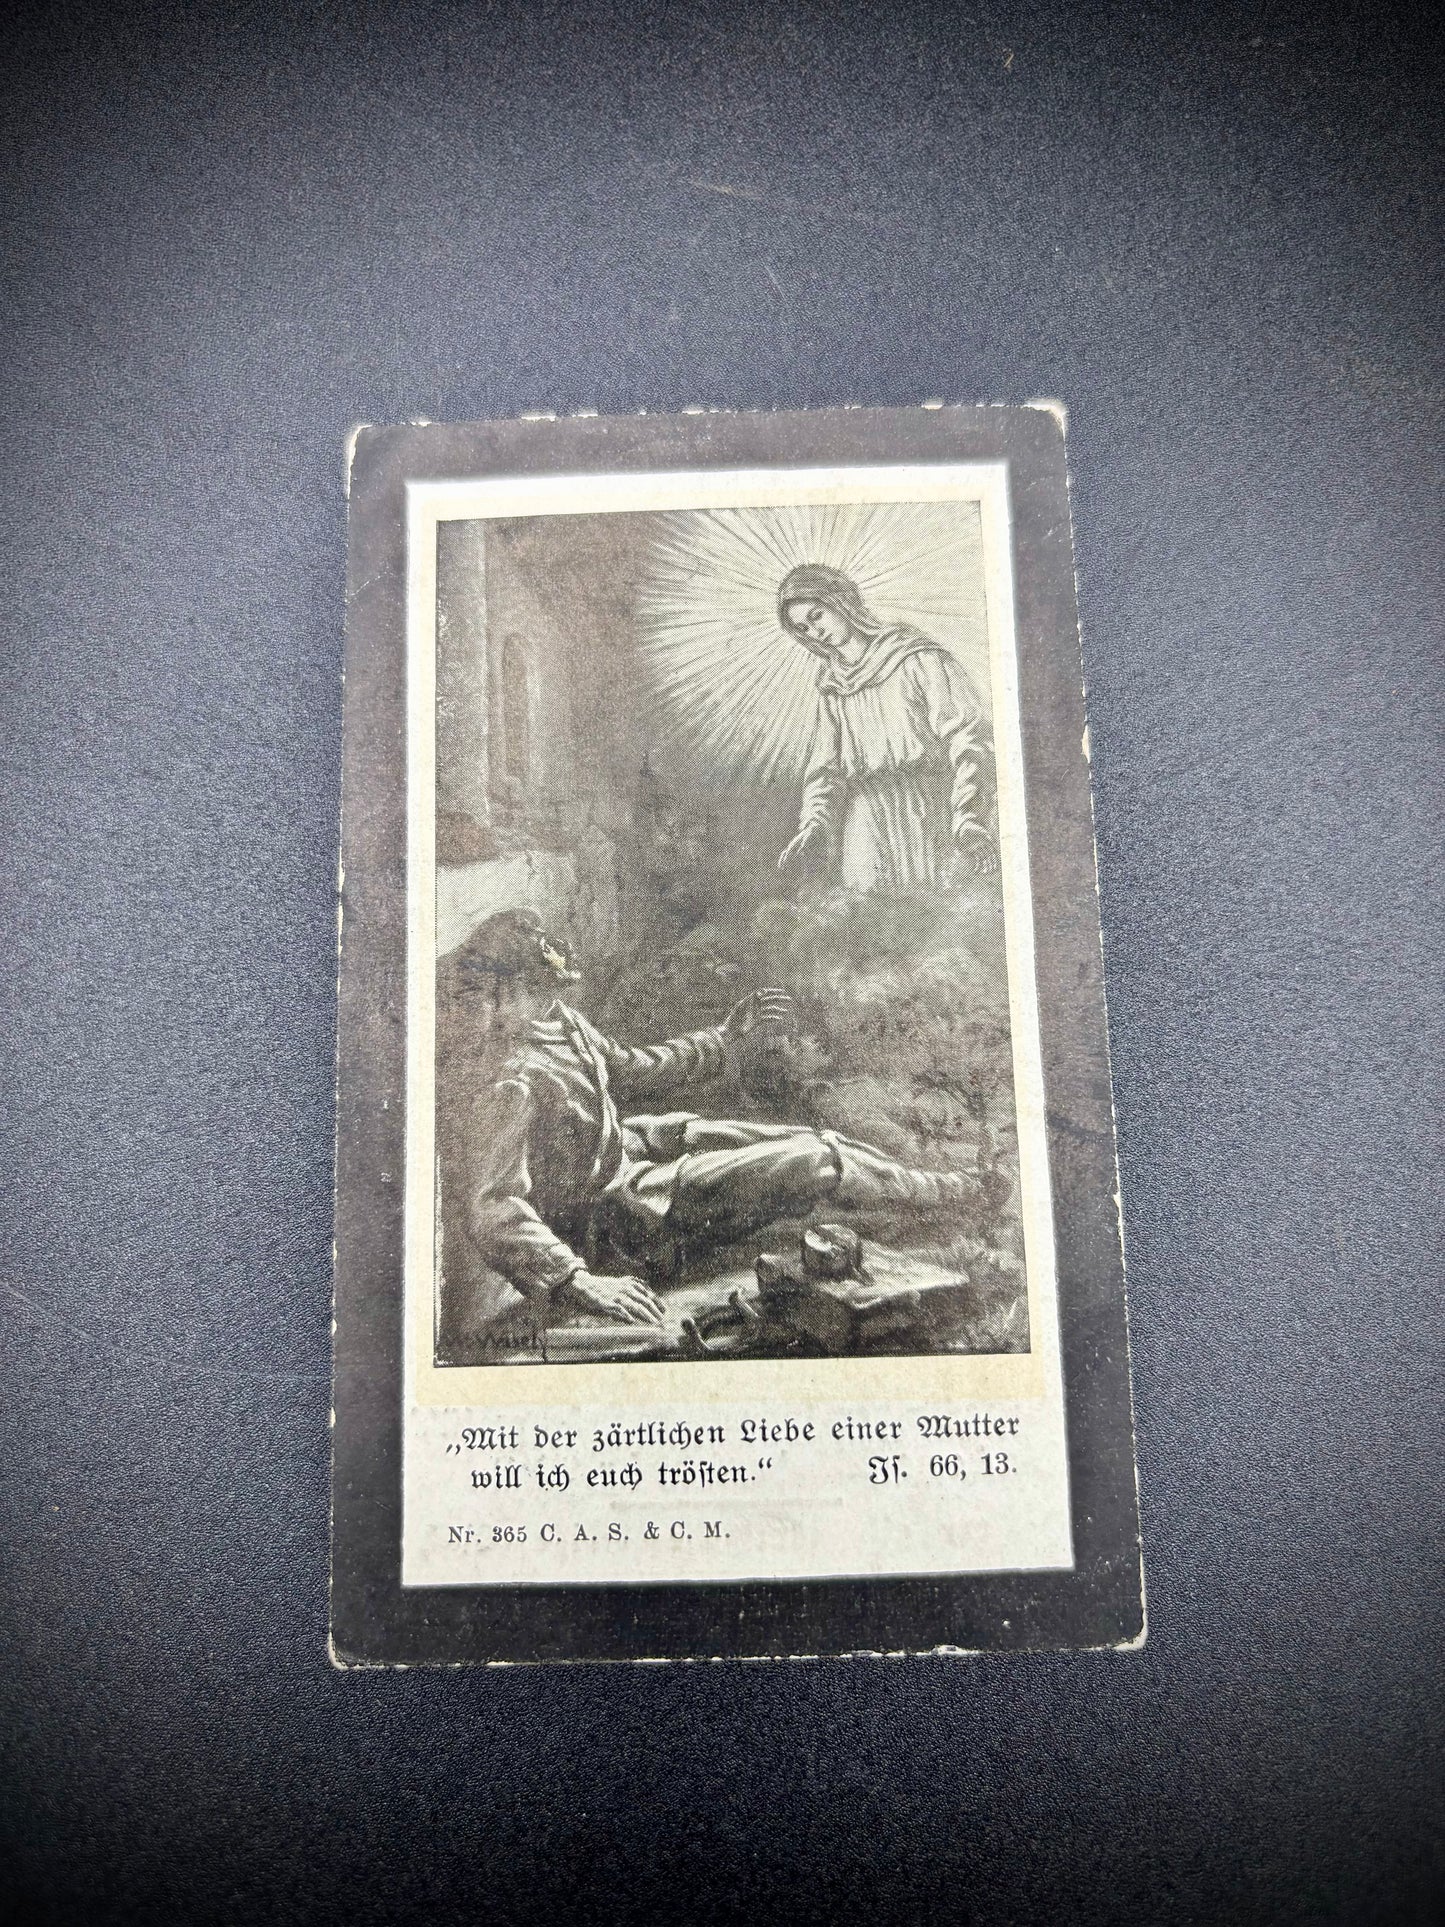 „Mit der zärtlichen Liebe einer Mutter
will ich euch trösten.“ Js. 66, 13.
Nr. 365 C. A. S. & C. M.